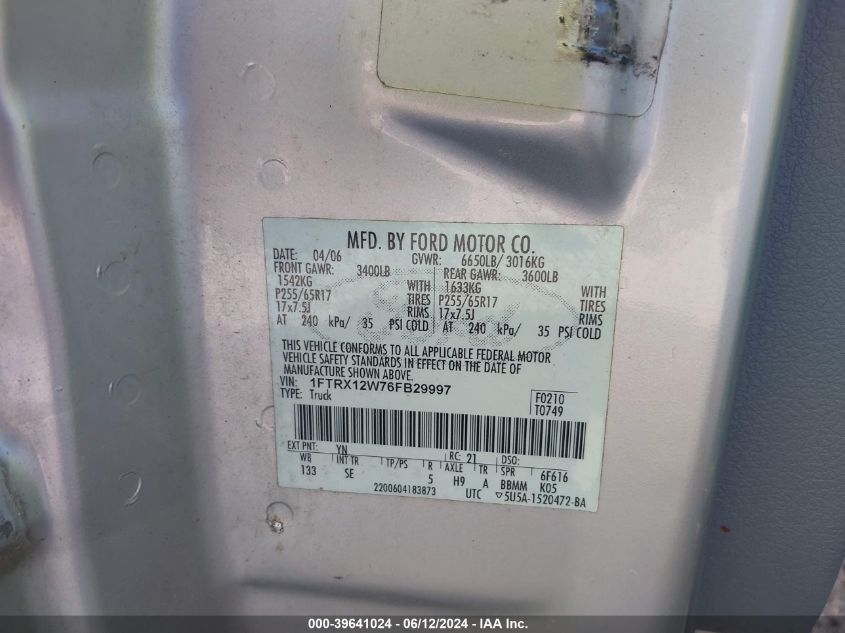 MFD. BY FORD MOTOR CO.
DATE: 04/06 GVWR: 6650LB/ 3016KG
FRONT GAWR: 3400LB REAR GAWR: 3600LB
1542KG WITH 1633KG WITH
P255/65R17 TIRES P255/65R17 TIRES
17x7.5J RIMS 17x7.5J RIMS
AT 240 kPa/ 35 PSI COLD AT 240 kPa/ 35 PSI COLD
THIS VEHICLE CONFORMS TO ALL APPLICABLE FEDERAL MOTOR
VEHICLE SAFETY STANDARDS IN EFFECT ON THE DATE OF
MANUFACTURE SHOWN ABOVE.
VIN: 1FTRX12W76FB29997 F0210
TYPE: Truck T0749
EXT PNT: YN RC: 21 DSO:
WB INT TR TP/PS R AXLE TR SPR 6F616
133 SE 5 H9 A BBMM K05
2200604183873 UTC ▽5U5A-1520472-BA
000-39641024 - 06/12/2024 - IAA Inc.